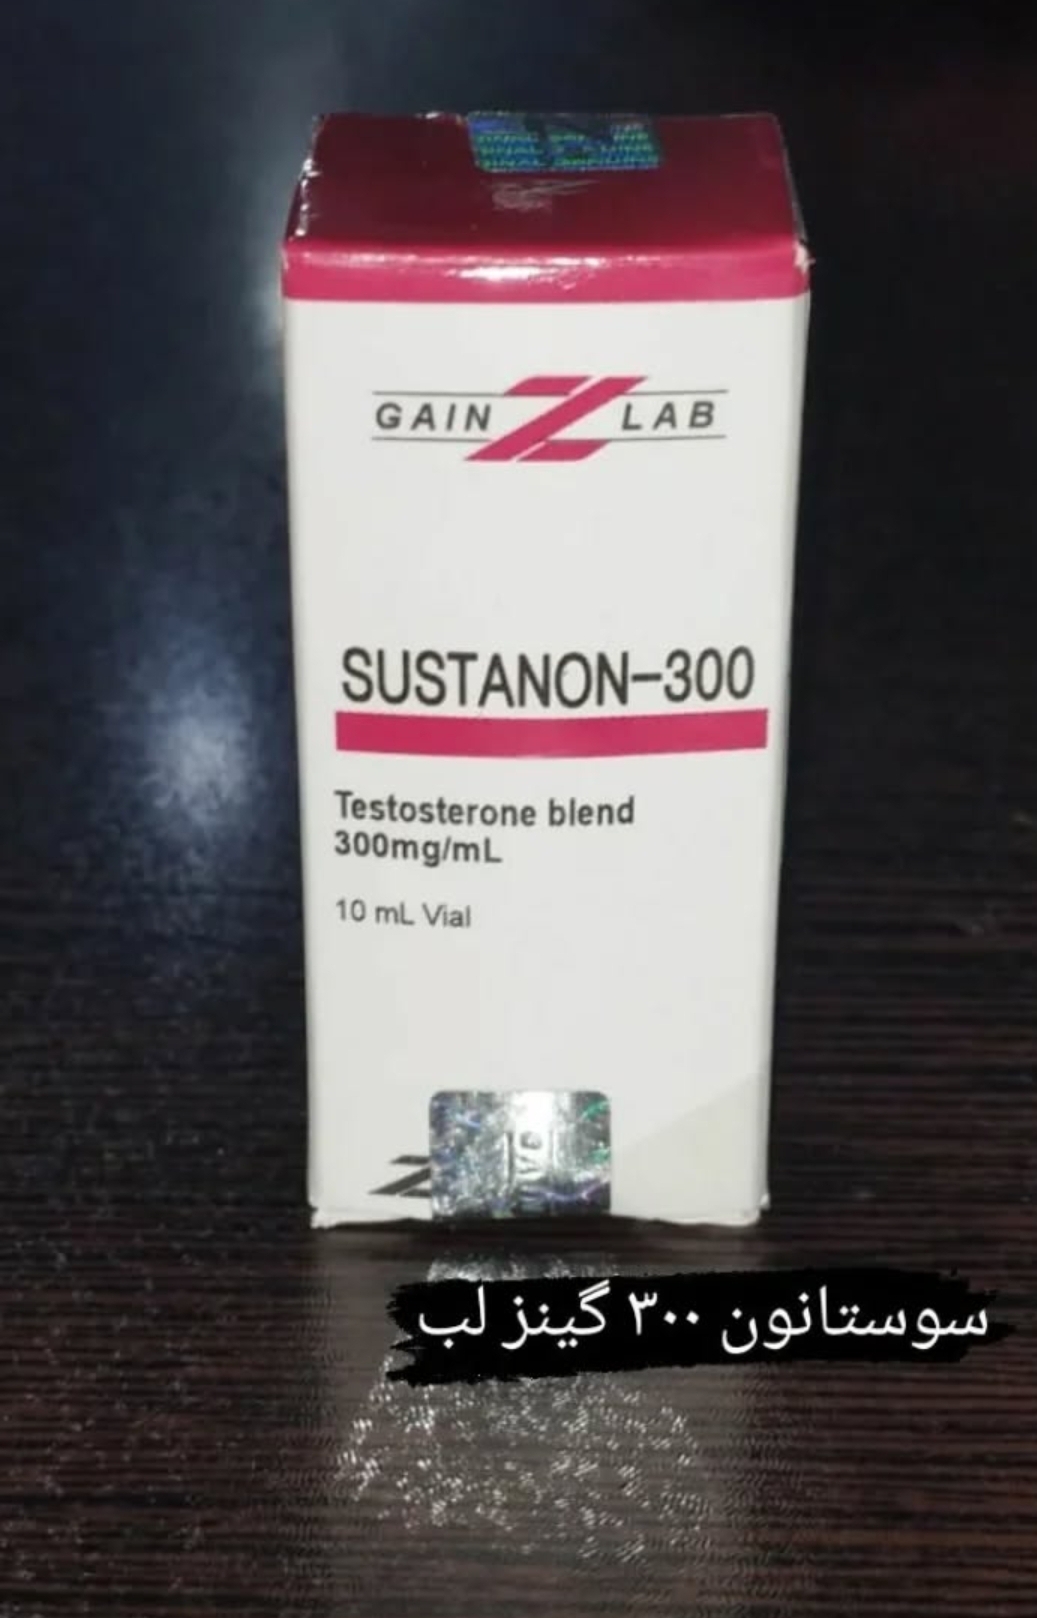 GAIN Z LAB
SUSTANON-300
Testosterone blend
300mg/mL
10 mL Vial
سوستانون ۳۰۰ گینز لب